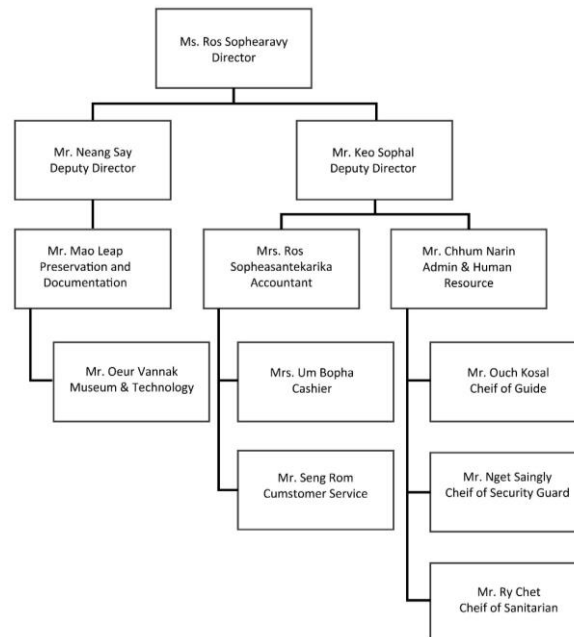 Ms. Ros Sophearavy
Director
Mr. Neang Say
Deputy Director
Mr. Keo Sophal
Deputy Director
Mr. Mao Leap
Preservation and
Documentation
Mrs. Ros
Sopheasantekarika
Accountant
Mr. Chhum Narin
Admin & Human
Resource
Mr. Oeur Vannak
Museum & Technology
Mrs. Um Bopha
Cashier
Mr. Ouch Kosal
Cheif of Guide
Mr. Seng Rom
Cumstomer Service
Mr. Nget Saingly
Cheif of Security Guard
Mr. Ry Chet
Cheif of Sanitarian